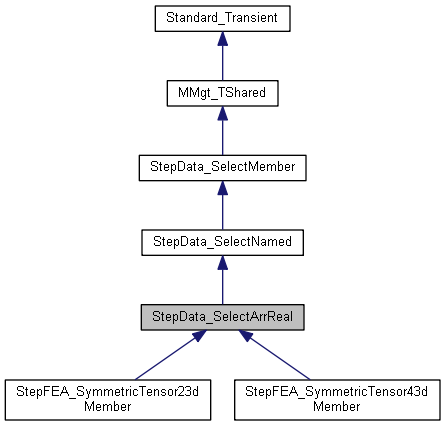 Standard_Transient
MMgt_TShared
StepData_SelectMember
StepData_SelectNamed
StepData_SelectArrReal
StepFEA_SymmetricTensor23d
Member
StepFEA_SymmetricTensor43d
Member